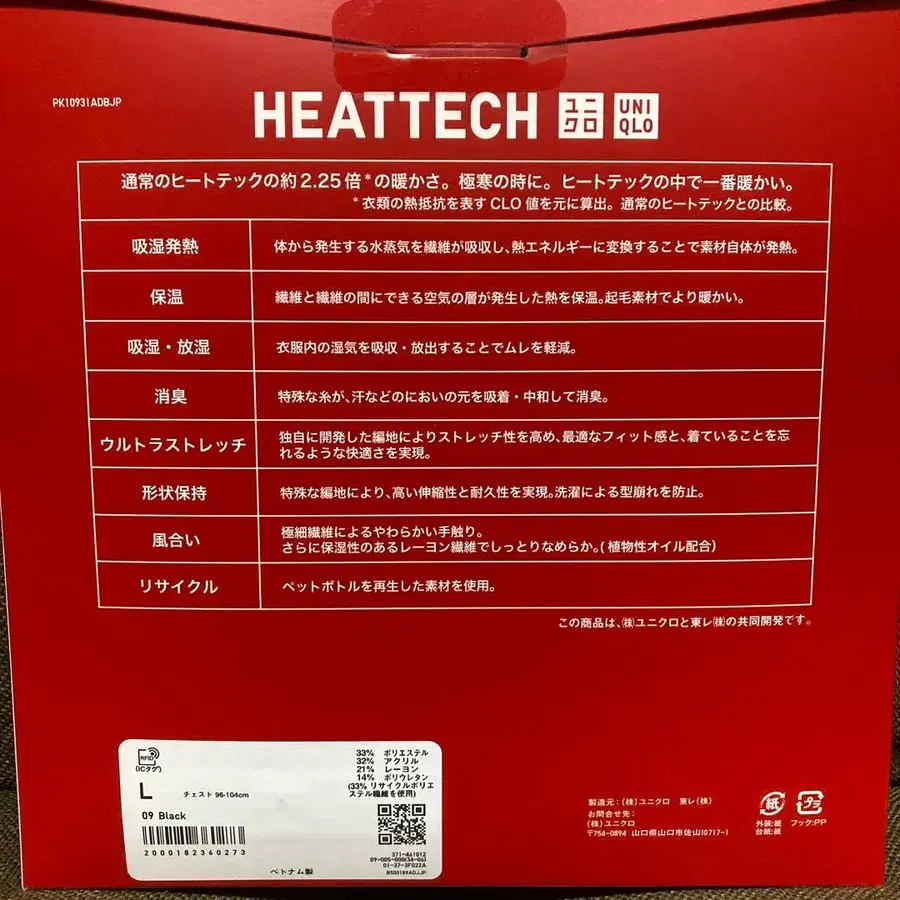 PK10931ADBJP
HEATTECH ユニクロ UNIQLO
通常のヒートテックの約2.25倍*の暖かさ。極寒の時に。ヒートテックの中で一番暖かい。
*衣類の熱抵抗を表すCLO値を元に算出。通常のヒートテックとの比較。
吸湿発熱 体から発生する水蒸気を繊維が吸収し、熱エネルギーに変換することで素材自体が発熱。
保温 繊維と繊維の間にできる空気の層が発生した熱を保温。起毛素材でより暖かい。
吸湿・放湿 衣服内の湿気を吸収・放出することでムレを軽減。
消臭 特殊な糸が、汗などのにおいの元を吸着・中和して消臭。
ウルトラストレッチ 独自に開発した編地によりストレッチ性を高め、最適なフィット感と、着ていることを忘
れるような快適さを実現。
形状保持 特殊な編地により、高い伸縮性と耐久性を実現。洗濯による型崩れを防止。
風合い 極細繊維によるやわらかい手触り。
さらに保湿性のあるレーヨン繊維でしっとりなめらか。(植物性オイル配合)
リサイクル ペットボトルを再生した素材を使用。
この商品は、㈱ユニクロと東レ㈱の共同開発です。
RFID
(ICタグ)
L チェスト 96-104cm
09 Black
2000182360273
33% ポリエステル
32% アクリル
21% レーヨン
14% ポリウレタン
(33% リサイクルポリエ
ステル繊維を使用)
371-461012
09-005-000(34-06)
01-37-3F022A
BS00189ADJJP
ベトナム製
製造元:(株)ユニクロ 東レ(株)
お問合せ先:
(株)ユニクロ
〒754-0894 山口県山口市佐山10717-1
紙
外装:紙
台紙:紙
プラ
フック:PP